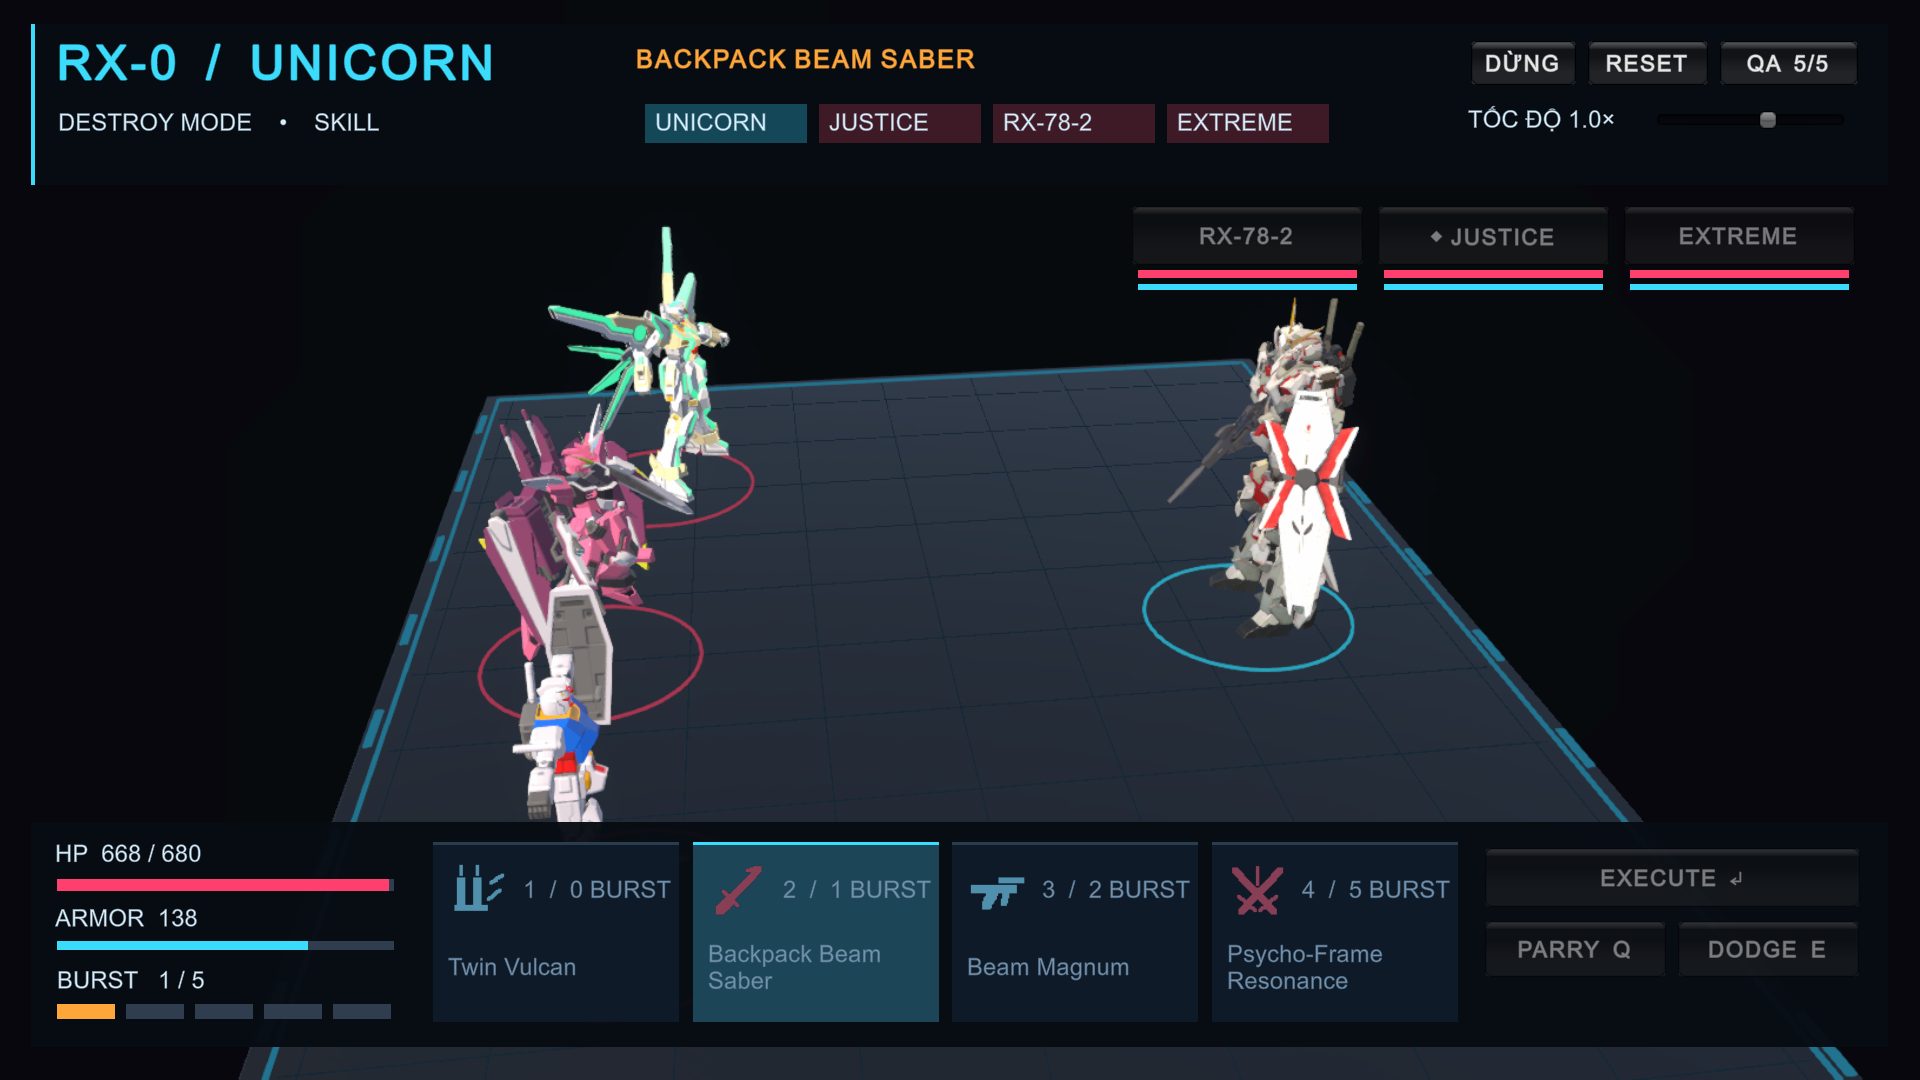 RX-0 / UNICORN
DESTROY MODE • SKILL
BACKPACK BEAM SABER
UNICORN
JUSTICE
RX-78-2
EXTREME
DỪNG
RESET
QA 5/5
TỐC ĐỘ 1.0×
RX-78-2
◆ JUSTICE
EXTREME
HP 668 / 680
ARMOR 138
BURST 1 / 5
1 / 0 BURST
Twin Vulcan
2 / 1 BURST
Backpack Beam
Saber
3 / 2 BURST
Beam Magnum
4 / 5 BURST
Psycho-Frame
Resonance
EXECUTE ↲
PARRY Q
DODGE E